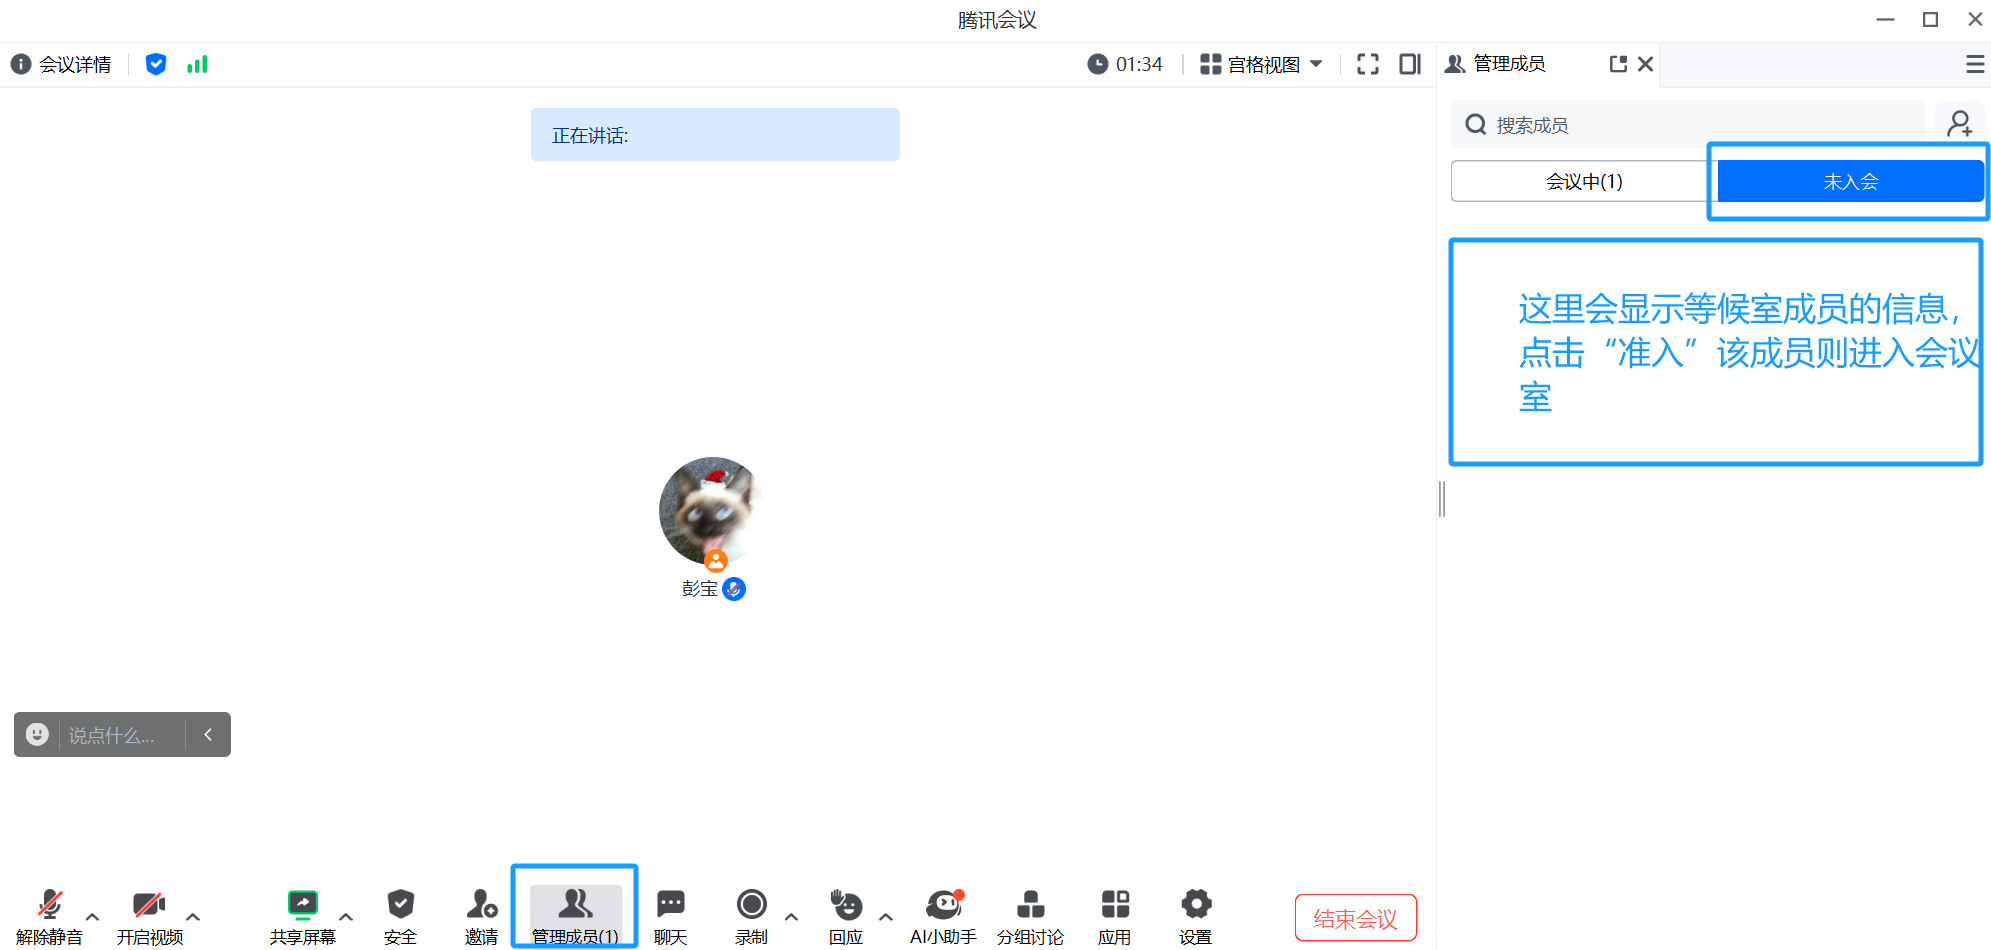 腾讯会议
会议详情
01:34
宫格视图
管理成员
搜索成员
会议中(1)
未入会
正在讲话:
这里会显示等候室成员的信息，
点击“准入”该成员则进入会议
室
彭宝
说点什么...
解除静音
开启视频
共享屏幕
安全
邀请
管理成员(1)
聊天
录制
回应
AI小助手
分组讨论
应用
设置
结束会议